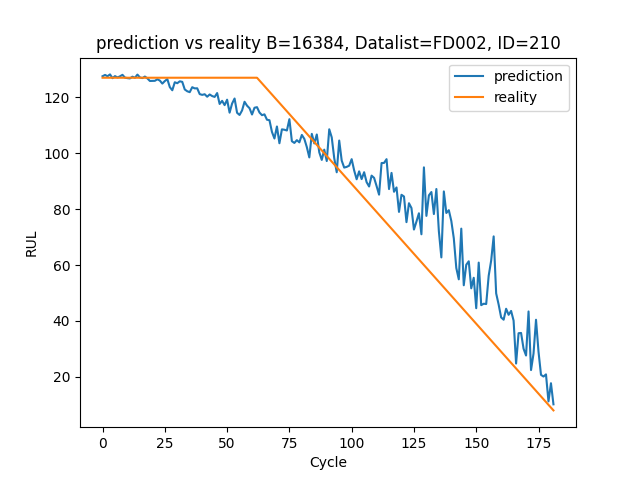 prediction vs reality B=16384, Datalist=FD002, ID=210
prediction
reality
RUL
120
100
80
60
40
20
0 25 50 75 100 125 150 175
Cycle